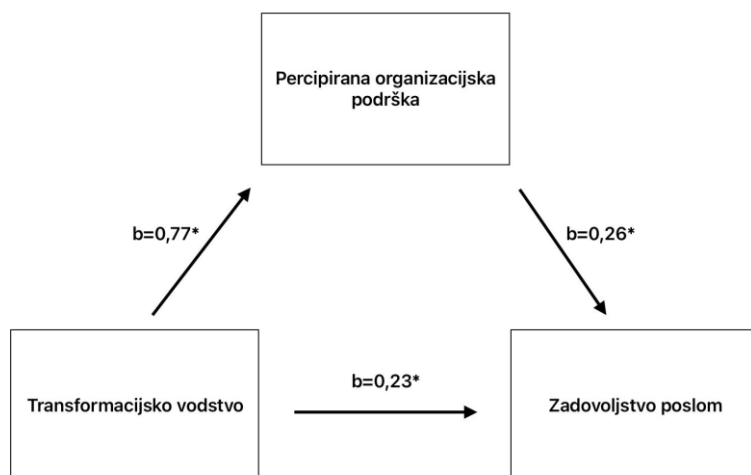 Percipirana organizacijska
podrška
b=0,77*
b=0,26*
Transformacijsko vodstvo
b=0,23*
Zadovoljstvo poslom